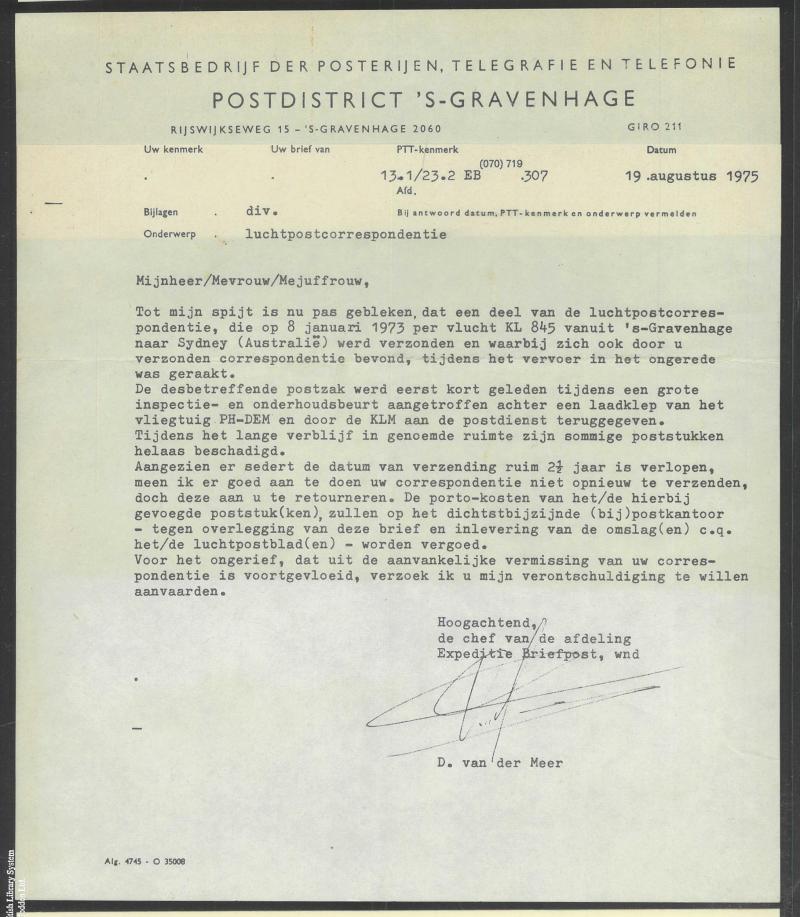 STAATSBEDRIJF DER POSTERIJEN, TELEGRAFIE EN TELEFONIE
POSTDISTRICT 'S-GRAVENHAGE
RIJSWIJKSEWEG 15 – 'S-GRAVENHAGE 2060 GIRO 211
Uw kenmerk Uw brief van PTT-kenmerk Datum
(070) 719
. . 13.1/23.2 EB .307 19 .augustus 1975
Afd.
Bijlagen . div. Bij antwoord datum, PTT-kenmerk en onderwerp vermelden
Onderwerp . luchtpostcorrespondentie
Mijnheer/Mevrouw/Mejuffrouw,
Tot mijn spijt is nu pas gebleken, dat een deel van de luchtpostcorres-
pondentie, die op 8 januari 1973 per vlucht KL 845 vanuit 's-Gravenhage
naar Sydney (Australië) werd verzonden en waarbij zich ook door u
verzonden correspondentie bevond, tijdens het vervoer in het ongerede
was geraakt.
De desbetreffende postzak werd eerst kort geleden tijdens een grote
inspectie- en onderhoudsbeurt aangetroffen achter een laadklep van het
vliegtuig PH-DEM en door de KLM aan de postdienst teruggegeven.
Tijdens het lange verblijf in genoemde ruimte zijn sommige poststukken
helaas beschadigd.
Aangezien er sedert de datum van verzending ruim 2½ jaar is verlopen,
meen ik er goed aan te doen uw correspondentie niet opnieuw te verzenden,
doch deze aan u te retourneren. De porto-kosten van het/de hierbij
gevoegde poststuk(ken), zullen op het dichtstbijzijnde (bij)postkantoor
- tegen overlegging van deze brief en inlevering van de omslag(en) c.q.
het/de luchtpostblad(en) - worden vergoed.
Voor het ongerief, dat uit de aanvankelijke vermissing van uw corres-
pondentie is voortgevloeid, verzoek ik u mijn verontschuldiging te willen
aanvaarden.
Hoogachtend,
de chef van de afdeling
Expeditie Briefpost, wnd
D. van der Meer
Alg. 4745 - O 35008
Library System